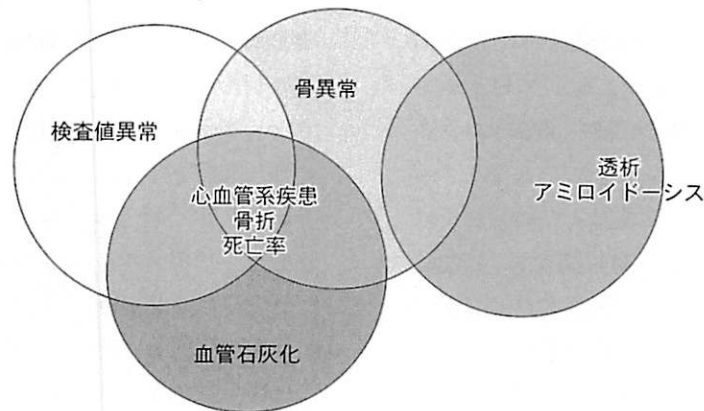 骨異常
検査値異常
透析
アミロイドーシス
心血管系疾患
骨折
死亡率
血管石灰化